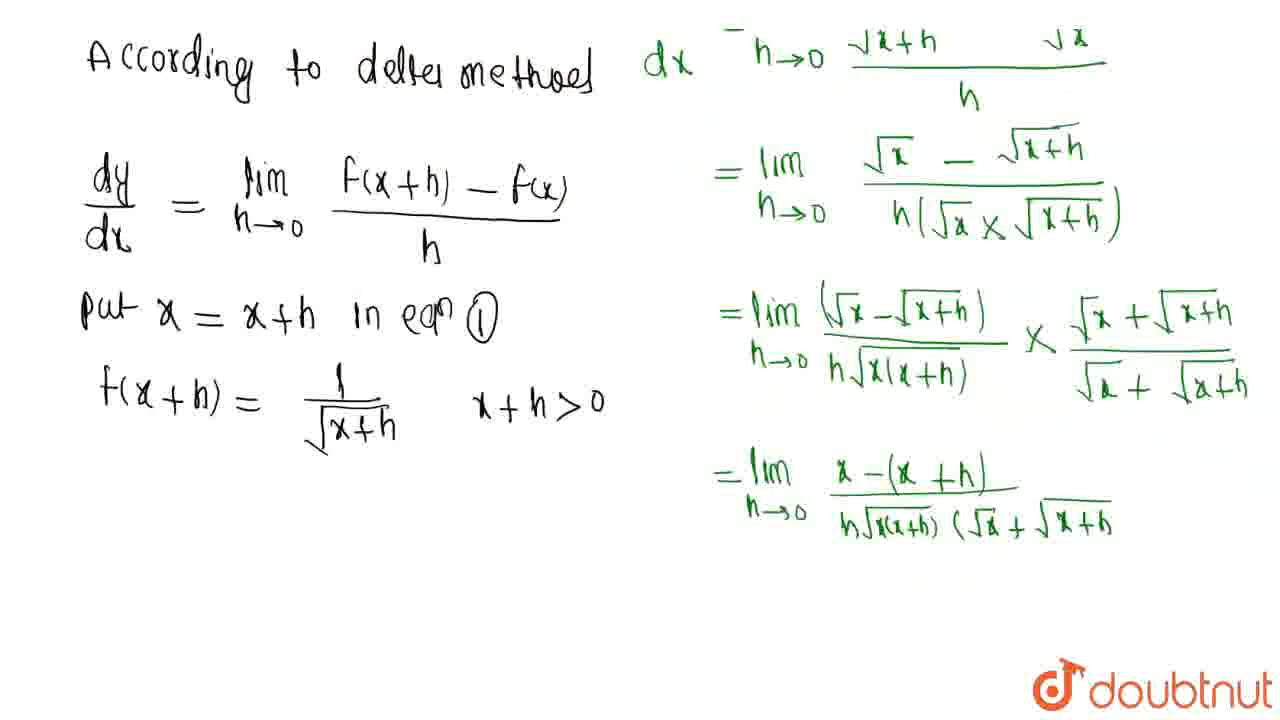 According to delta method
dy/dx = lim h→0 (f(x+h) - f(x))/h
put x = x+h in eqn ①
f(x+h) = 1/√(x+h)   x+h>0
dx   h→0 √x+h   √x / h
= lim h→0 (√x - √(x+h))/(h(√x × √(x+h)))
= lim h→0 (√x - √(x+h))/(h√(x(x+h))) × (√x + √(x+h))/(√x + √(x+h))
= lim h→0 (x-(x+h))/(h√(x(x+h)) (√x + √(x+h)
doubtnut